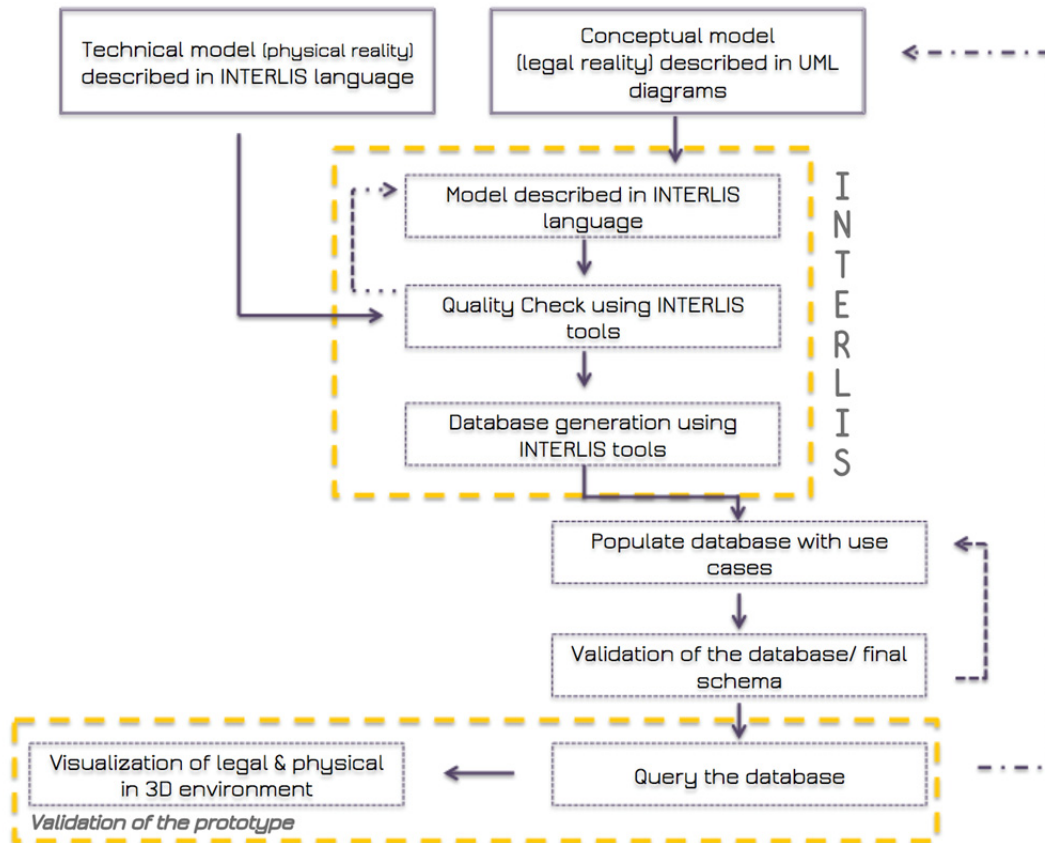 Technical model (physical reality)
described in INTERLIS language
Conceptual model
(legal reality) described in UML
diagrams
Model described in INTERLIS
language
Quality Check using INTERLIS
tools
Database generation using
INTERLIS tools
INTERLIS
Populate database with use
cases
Validation of the database/ final
schema
Visualization of legal & physical
in 3D environment
Query the database
Validation of the prototype